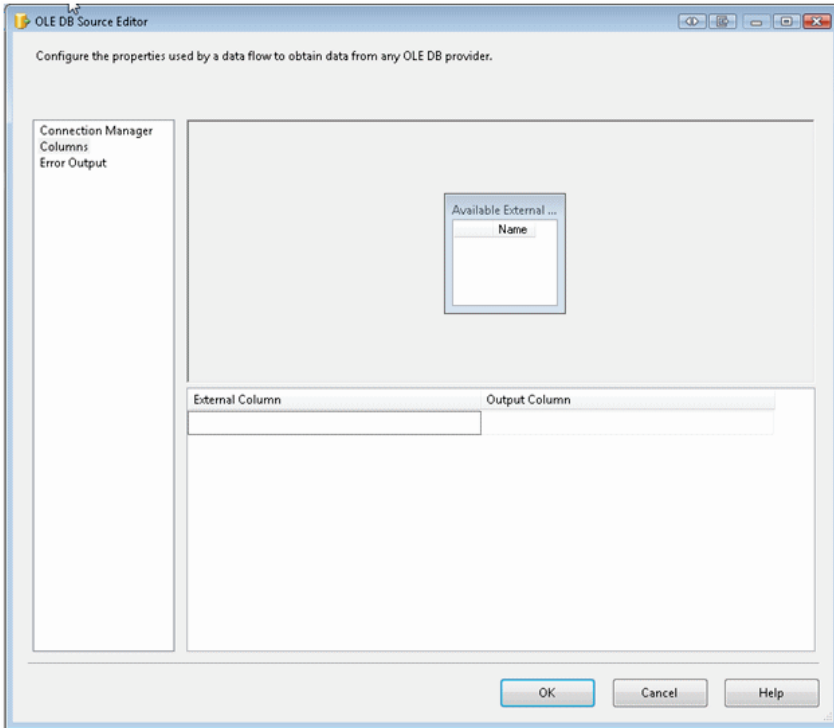 OLE DB Source Editor
Configure the properties used by a data flow to obtain data from any OLE DB provider.
Connection Manager
Columns
Error Output
Available External ...
Name
External Column Output Column
OK Cancel Help